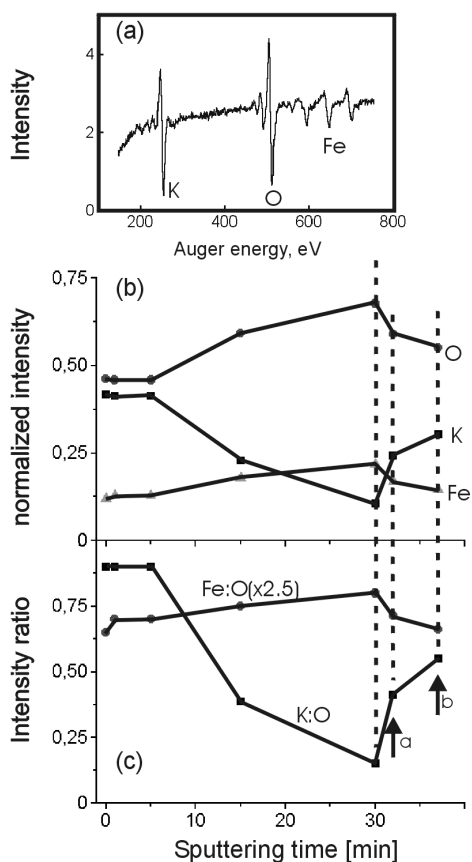 (a)
Intensity
4
2
0
K
O
Fe
200
400
600
800
Auger energy, eV
(b)
normalized intensity
0,75
0,50
0,25
0
O
K
Fe
(c)
Intensity ratio
0,75
0,50
0,25
Fe:O(x2.5)
K:O
a
b
0
10
20
30
Sputtering time [min]